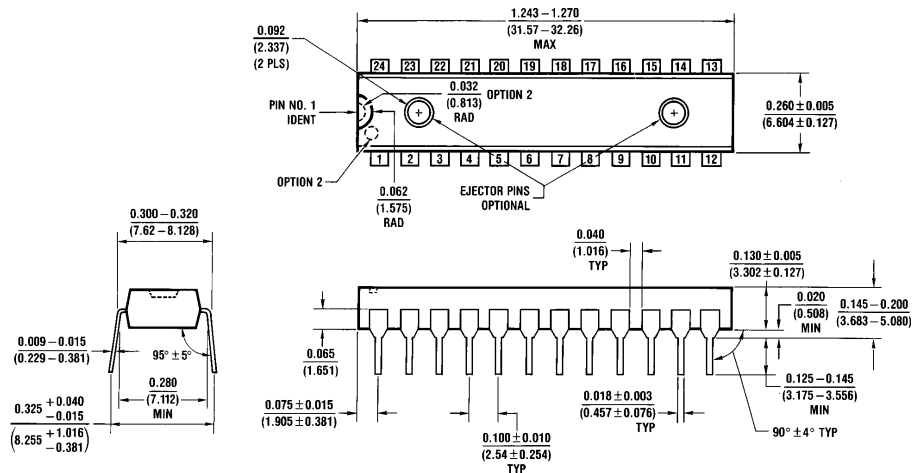 1.243 – 1.270
(31.57 – 32.26)
MAX
0.092
(2.337)
(2 PLS)
24 23 22 21 20 19 18 17 16 15 14 13
0.032
(0.813)
RAD
OPTION 2
PIN NO. 1
IDENT
0.260 ± 0.005
(6.604 ± 0.127)
1 2 3 4 5 6 7 8 9 10 11 12
OPTION 2
0.062
(1.575)
RAD
EJECTOR PINS
OPTIONAL
0.300 – 0.320
(7.62 – 8.128)
0.040
(1.016)
TYP
0.130 ± 0.005
(3.302 ± 0.127)
0.020
(0.508)
MIN
0.145 – 0.200
(3.683 – 5.080)
0.009 – 0.015
(0.229 – 0.381)
95° ± 5°
0.065
(1.651)
0.280
(7.112)
MIN
0.125 – 0.145
(3.175 – 3.556)
MIN
0.325 + 0.040
– 0.015
(8.255 + 1.016
– 0.381)
0.075 ± 0.015
(1.905 ± 0.381)
0.018 ± 0.003
(0.457 ± 0.076)
TYP
90° ± 4° TYP
0.100 ± 0.010
(2.54 ± 0.254)
TYP